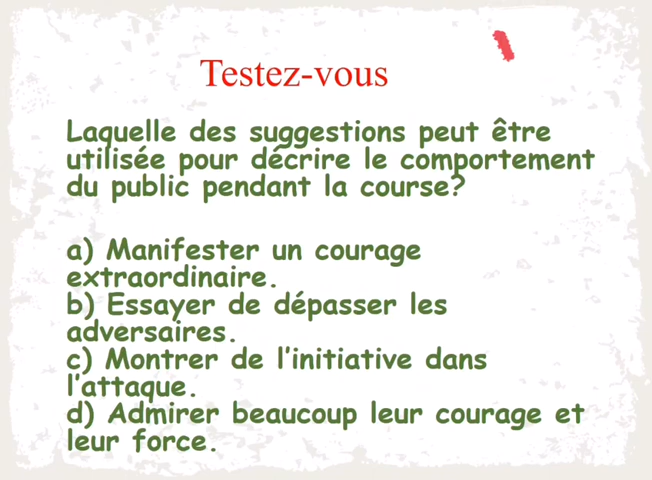 Testez-vous
Laquelle des suggestions peut être
utilisée pour décrire le comportement
du public pendant la course?
a) Manifester un courage
extraordinaire.
b) Essayer de dépasser les
adversaires.
c) Montrer de l'initiative dans
l'attaque.
d) Admirer beaucoup leur courage et
leur force.